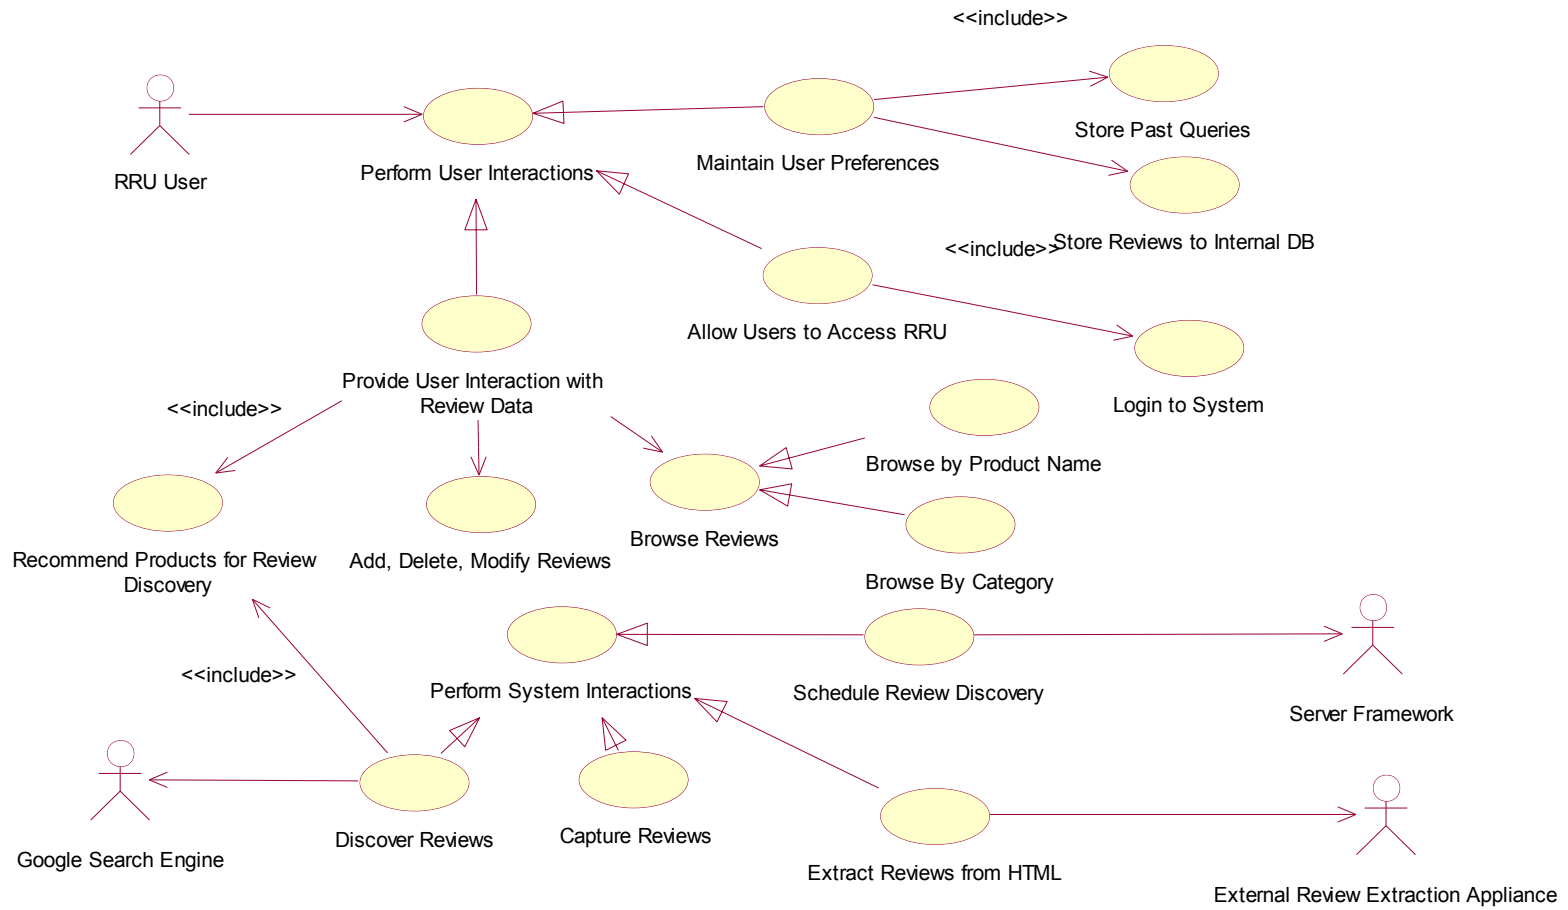 <<include>>
Store Past Queries
Maintain User Preferences
Perform User Interactions
RRU User
<<include>>
Store Reviews to Internal DB
Allow Users to Access RRU
Login to System
Provide User Interaction with
Review Data
<<include>>
Browse by Product Name
Browse Reviews
Recommend Products for Review
Discovery
Add, Delete, Modify Reviews
Browse By Category
<<include>>
Perform System Interactions
Schedule Review Discovery
Server Framework
Discover Reviews
Capture Reviews
Google Search Engine
Extract Reviews from HTML
External Review Extraction Appliance